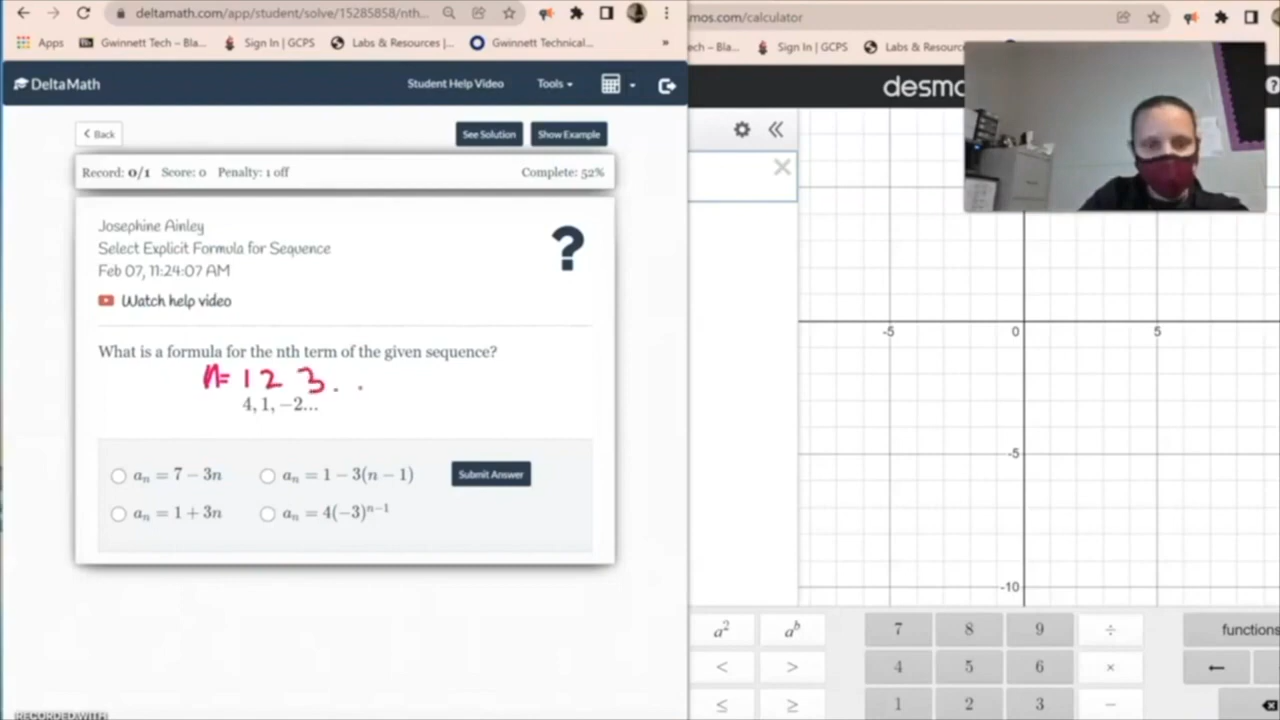 deltamath.com/app/student/solve/15285858/nth...
Apps
Gwinnett Tech – Bla...
Sign In | GCPS
Labs & Resources |...
Gwinnett Technical...
»
DeltaMath
Student Help Video
Tools
Back
See Solution
Show Example
Record: 0/1 Score: 0 Penalty: 1 off
Complete: 52%
Josephine Ainley
Select Explicit Formula for Sequence
Feb 07, 11:24:07 AM
?
Watch help video
What is a formula for the nth term of the given sequence?
n= 1 2 3 . .
4, 1, −2...
aₙ = 7 − 3n
aₙ = 1 − 3(n − 1)
Submit Answer
aₙ = 1 + 3n
aₙ = 4(−3)ⁿ⁻¹
RECORDED WITH
smos.com/calculator
ech – Bla...
Sign In | GCPS
Labs & Resourc
desmo
?
-5
0
5
-5
-10
a²
aᵇ
7
8
9
÷
functions
<
>
4
5
6
×
≤
≥
1
2
3
−